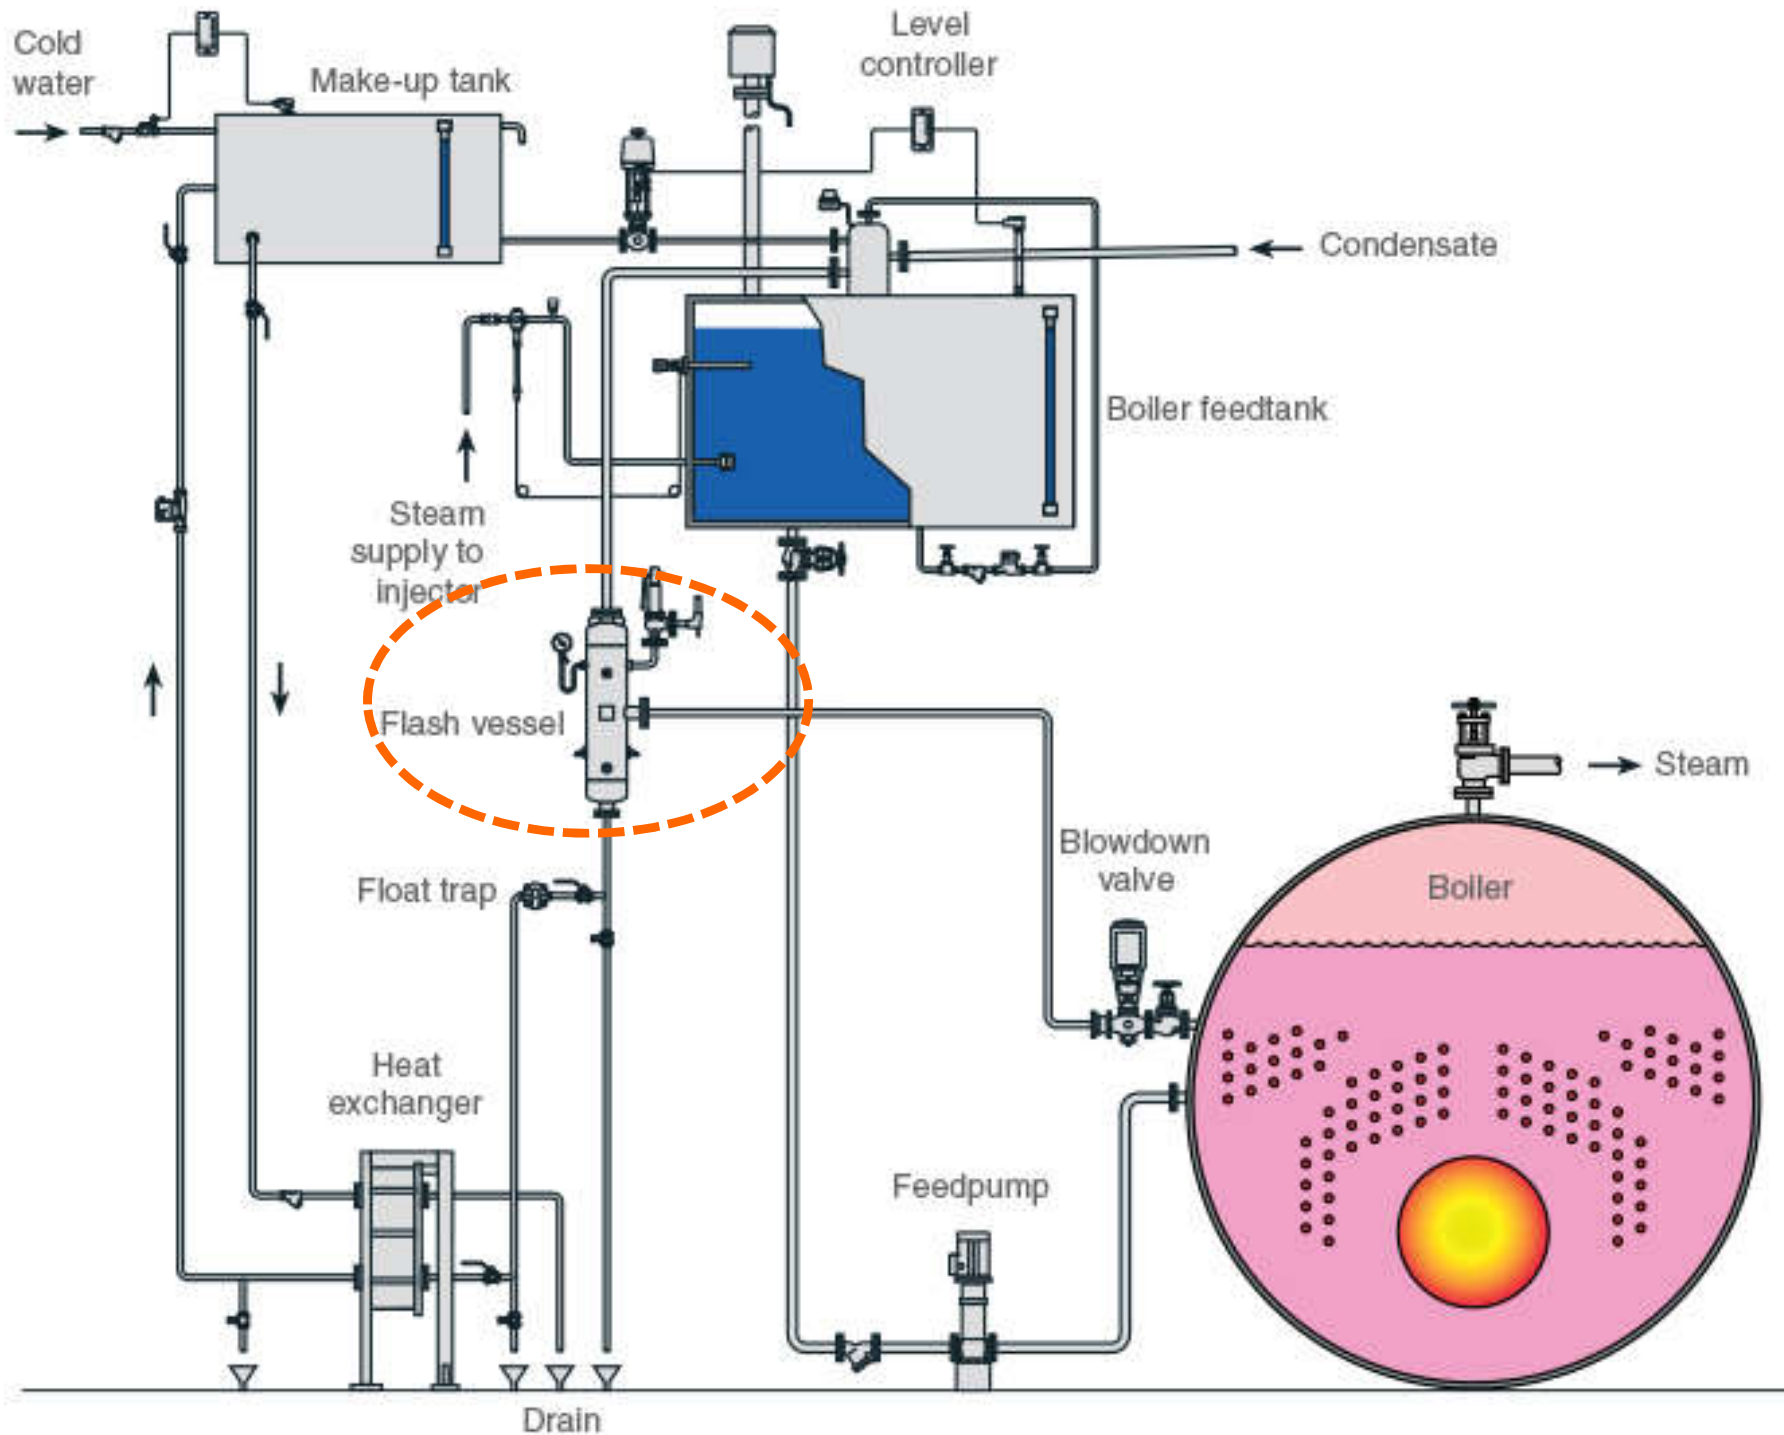 Cold
water
Make-up tank
Level
controller
Condensate
Boiler feedtank
Steam
supply to
injector
Flash vessel
Steam
Blowdown
valve
Boiler
Float trap
Heat
exchanger
Feedpump
Drain